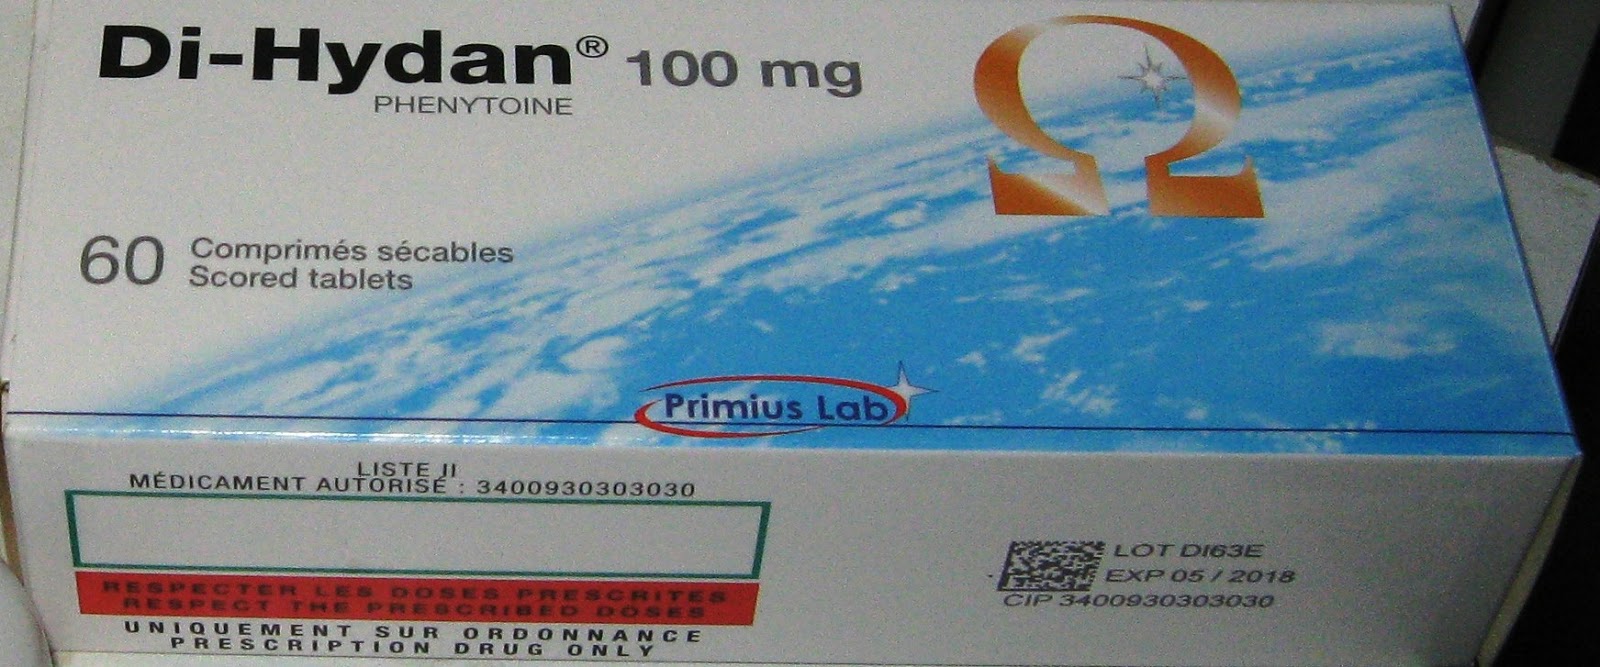 Di-Hydan® 100 mg
PHENYTOINE
Ω
60 Comprimés sécables
Scored tablets
Primius Lab
LISTE II
MÉDICAMENT AUTORISÉ : 3400930303030
RESPECTER LES DOSES PRESCRITES
RESPECT THE PRESCRIBED DOSES
UNIQUEMENT SUR ORDONNANCE
PRESCRIPTION DRUG ONLY
LOT DI63E
EXP 05 / 2018
CIP 3400930303030